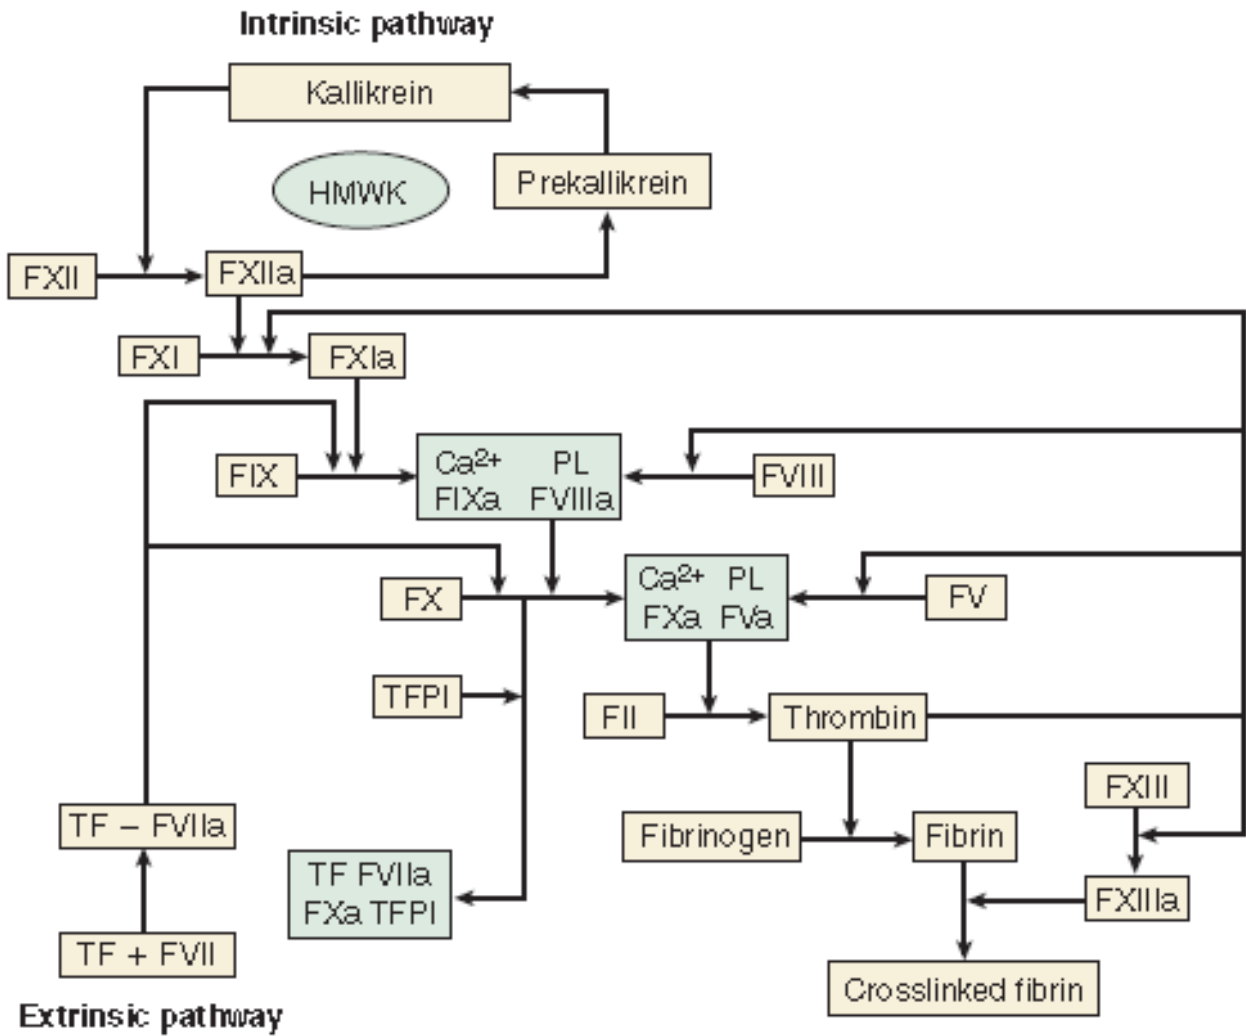 Intrinsic pathway
Kallikrein
HMWK
Prekallikrein
FXII
FXIIa
FXI
FXIa
FIX
Ca²⁺ PL
FIXa FVIIIa
FVIII
FX
Ca²⁺ PL
FXa FVa
FV
TFPI
FII
Thrombin
FXIII
TF – FVIIa
Fibrinogen
Fibrin
TF FVIIa
FXa TFPI
FXIIIa
TF + FVII
Crosslinked fibrin
Extrinsic pathway